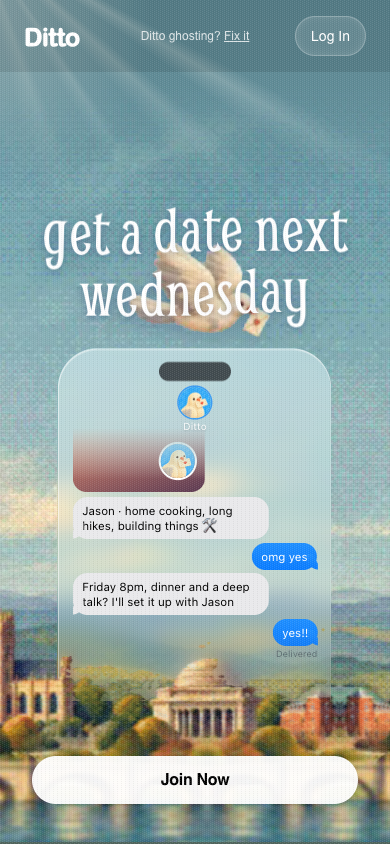 Ditto
Ditto ghosting? Fix it
Log In
get a date next
wednesday
Ditto
Jason · home cooking, long
hikes, building things 🛠️
omg yes
Friday 8pm, dinner and a deep
talk? I'll set it up with Jason
yes!!
Delivered
Join Now